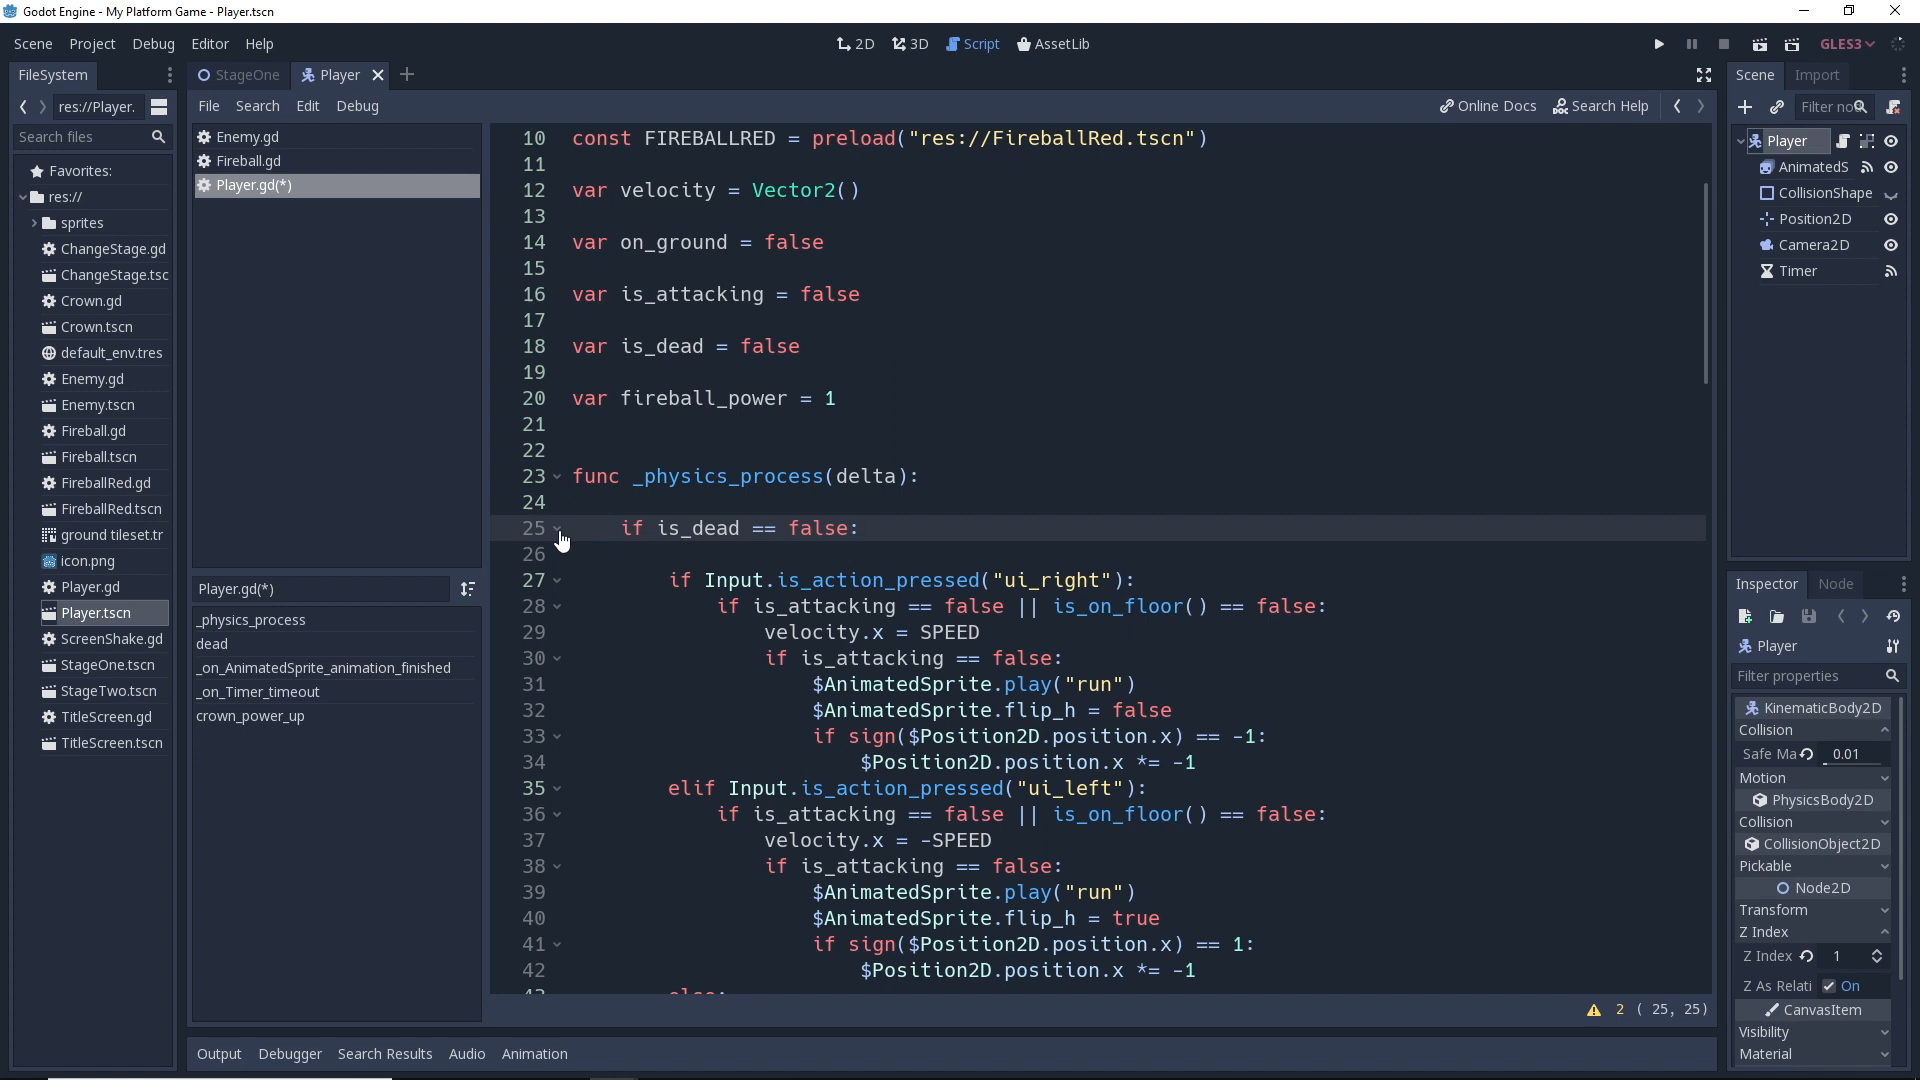 Godot Engine - My Platform Game - Player.tscn
Scene Project Debug Editor Help
2D 3D Script AssetLib
GLES3
FileSystem
StageOne Player
Scene Import
res://Player.
File Search Edit Debug
Online Docs Search Help
Filter
Search files
Favorites:
res://
sprites
ChangeStage.gd
ChangeStage.tsc
Crown.gd
Crown.tscn
default_env.tres
Enemy.gd
Enemy.tscn
Fireball.gd
Fireball.tscn
FireballRed.gd
FireballRed.tscn
ground tileset.tr
icon.png
Player.gd
Player.tscn
ScreenShake.gd
StageOne.tscn
StageTwo.tscn
TitleScreen.gd
TitleScreen.tscn
Enemy.gd
Fireball.gd
Player.gd(*)
Player.gd(*)
_physics_process
dead
_on_AnimatedSprite_animation_finished
_on_Timer_timeout
crown_power_up
10 const FIREBALLRED = preload("res://FireballRed.tscn")
11
12 var velocity = Vector2()
13
14 var on_ground = false
15
16 var is_attacking = false
17
18 var is_dead = false
19
20 var fireball_power = 1
21
22
23 func _physics_process(delta):
24
25 if is_dead == false:
26
27 if Input.is_action_pressed("ui_right"):
28 if is_attacking == false || is_on_floor() == false:
29 velocity.x = SPEED
30 if is_attacking == false:
31 $AnimatedSprite.play("run")
32 $AnimatedSprite.flip_h = false
33 if sign($Position2D.position.x) == -1:
34 $Position2D.position.x *= -1
35 elif Input.is_action_pressed("ui_left"):
36 if is_attacking == false || is_on_floor() == false:
37 velocity.x = -SPEED
38 if is_attacking == false:
39 $AnimatedSprite.play("run")
40 $AnimatedSprite.flip_h = true
41 if sign($Position2D.position.x) == 1:
42 $Position2D.position.x *= -1
43 else:
2 ( 25, 25)
Output Debugger Search Results Audio Animation
Player
AnimatedS
CollisionShape
Position2D
Camera2D
Timer
Inspector Node
Player
Filter properties
KinematicBody2D
Collision
Safe Ma 0.01
Motion
PhysicsBody2D
Collision
CollisionObject2D
Pickable
Node2D
Transform
Z Index
Z Index 1
Z As Relati On
CanvasItem
Visibility
Material